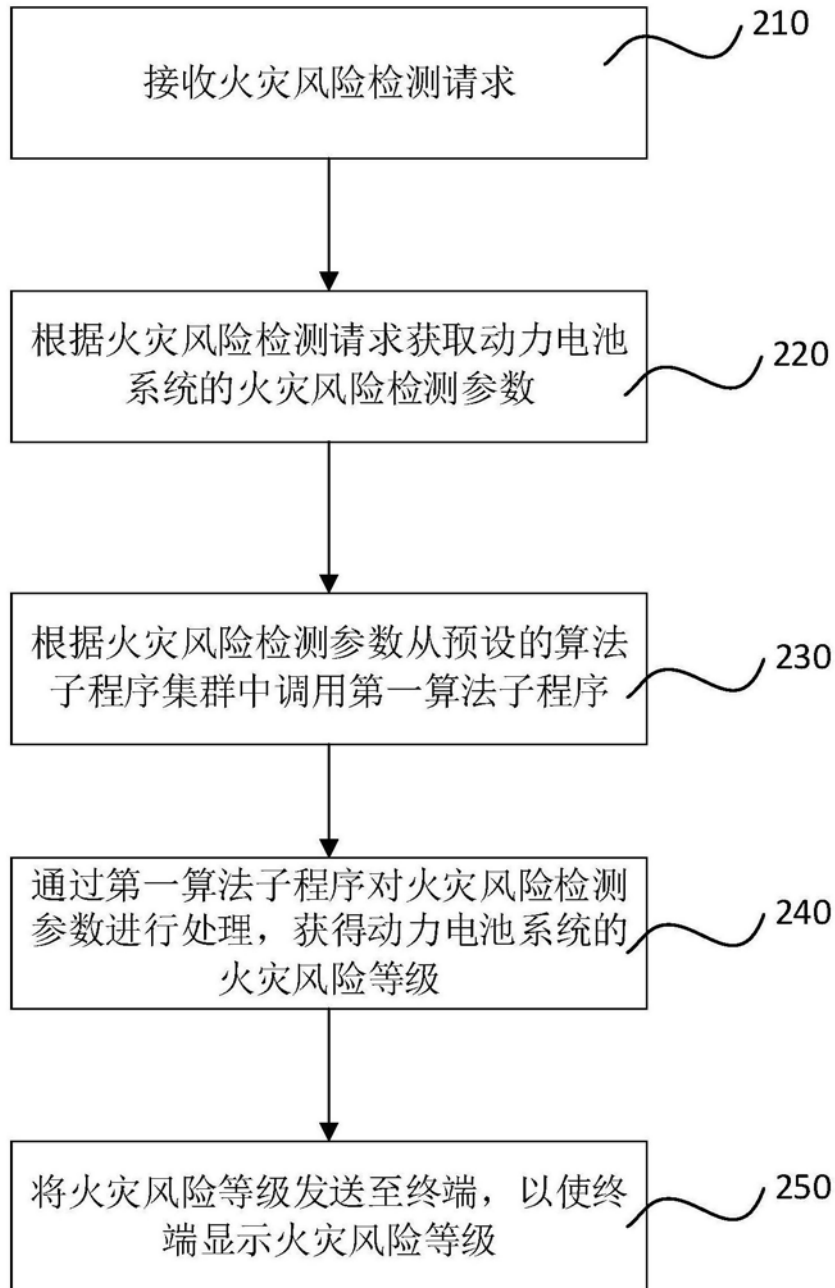 210
接收火灾风险检测请求
根据火灾风险检测请求获取动力电池
系统的火灾风险检测参数
220
根据火灾风险检测参数从预设的算法
子程序集群中调用第一算法子程序
230
通过第一算法子程序对火灾风险检测
参数进行处理，获得动力电池系统的
火灾风险等级
240
将火灾风险等级发送至终端，以使终
端显示火灾风险等级
250